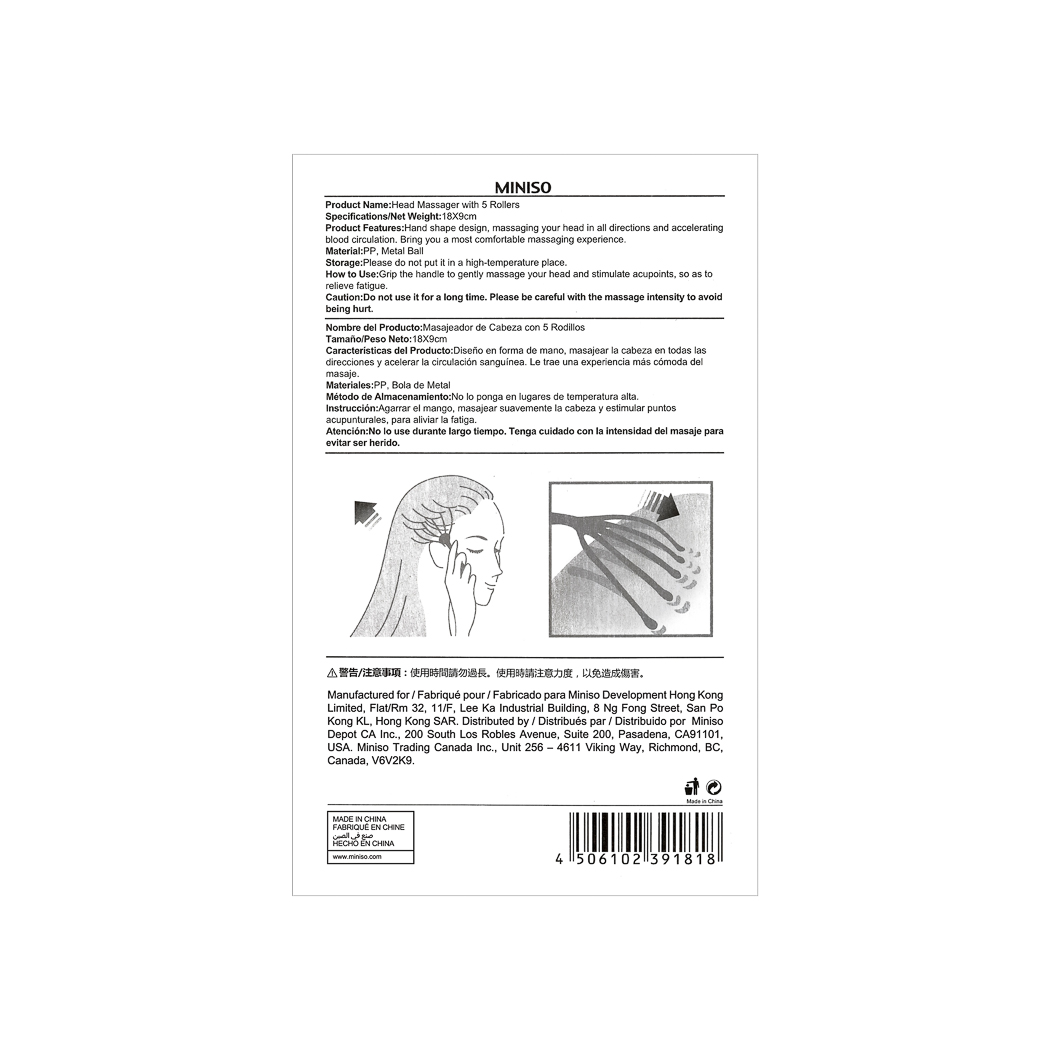 MINISO
Product Name:Head Massager with 5 Rollers
Specifications/Net Weight:18X9cm
Product Features:Hand shape design, massaging your head in all directions and accelerating
blood circulation. Bring you a most comfortable massaging experience.
Material:PP, Metal Ball
Storage:Please do not put it in a high-temperature place.
How to Use:Grip the handle to gently massage your head and stimulate acupoints, so as to
relieve fatigue.
Caution:Do not use it for a long time. Please be careful with the massage intensity to avoid
being hurt.
Nombre del Producto:Masajeador de Cabeza con 5 Rodillos
Tamaño/Peso Neto:18X9cm
Características del Producto:Diseño en forma de mano, masajear la cabeza en todas las
direcciones y acelerar la circulación sanguínea. Le trae una experiencia más cómoda del
masaje.
Materiales:PP, Bola de Metal
Método de Almacenamiento:No lo ponga en lugares de temperatura alta.
Instrucción:Agarrar el mango, masajear suavemente la cabeza y estimular puntos
acupunturales, para aliviar la fatiga.
Atención:No lo use durante largo tiempo. Tenga cuidado con la intensidad del masaje para
evitar ser herido.
⚠警告/注意事項：使用時間請勿過長。使用時請注意力度，以免造成傷害。
Manufactured for / Fabriqué pour / Fabricado para Miniso Development Hong Kong
Limited, Flat/Rm 32, 11/F, Lee Ka Industrial Building, 8 Ng Fong Street, San Po
Kong KL, Hong Kong SAR. Distributed by / Distribués par / Distribuido por Miniso
Depot CA Inc., 200 South Los Robles Avenue, Suite 200, Pasadena, CA91101,
USA. Miniso Trading Canada Inc., Unit 256 – 4611 Viking Way, Richmond, BC,
Canada, V6V2K9.
Made in China
MADE IN CHINA
FABRIQUÉ EN CHINE
صنع في الصين
HECHO EN CHINA
www.miniso.com
4 506102 391818